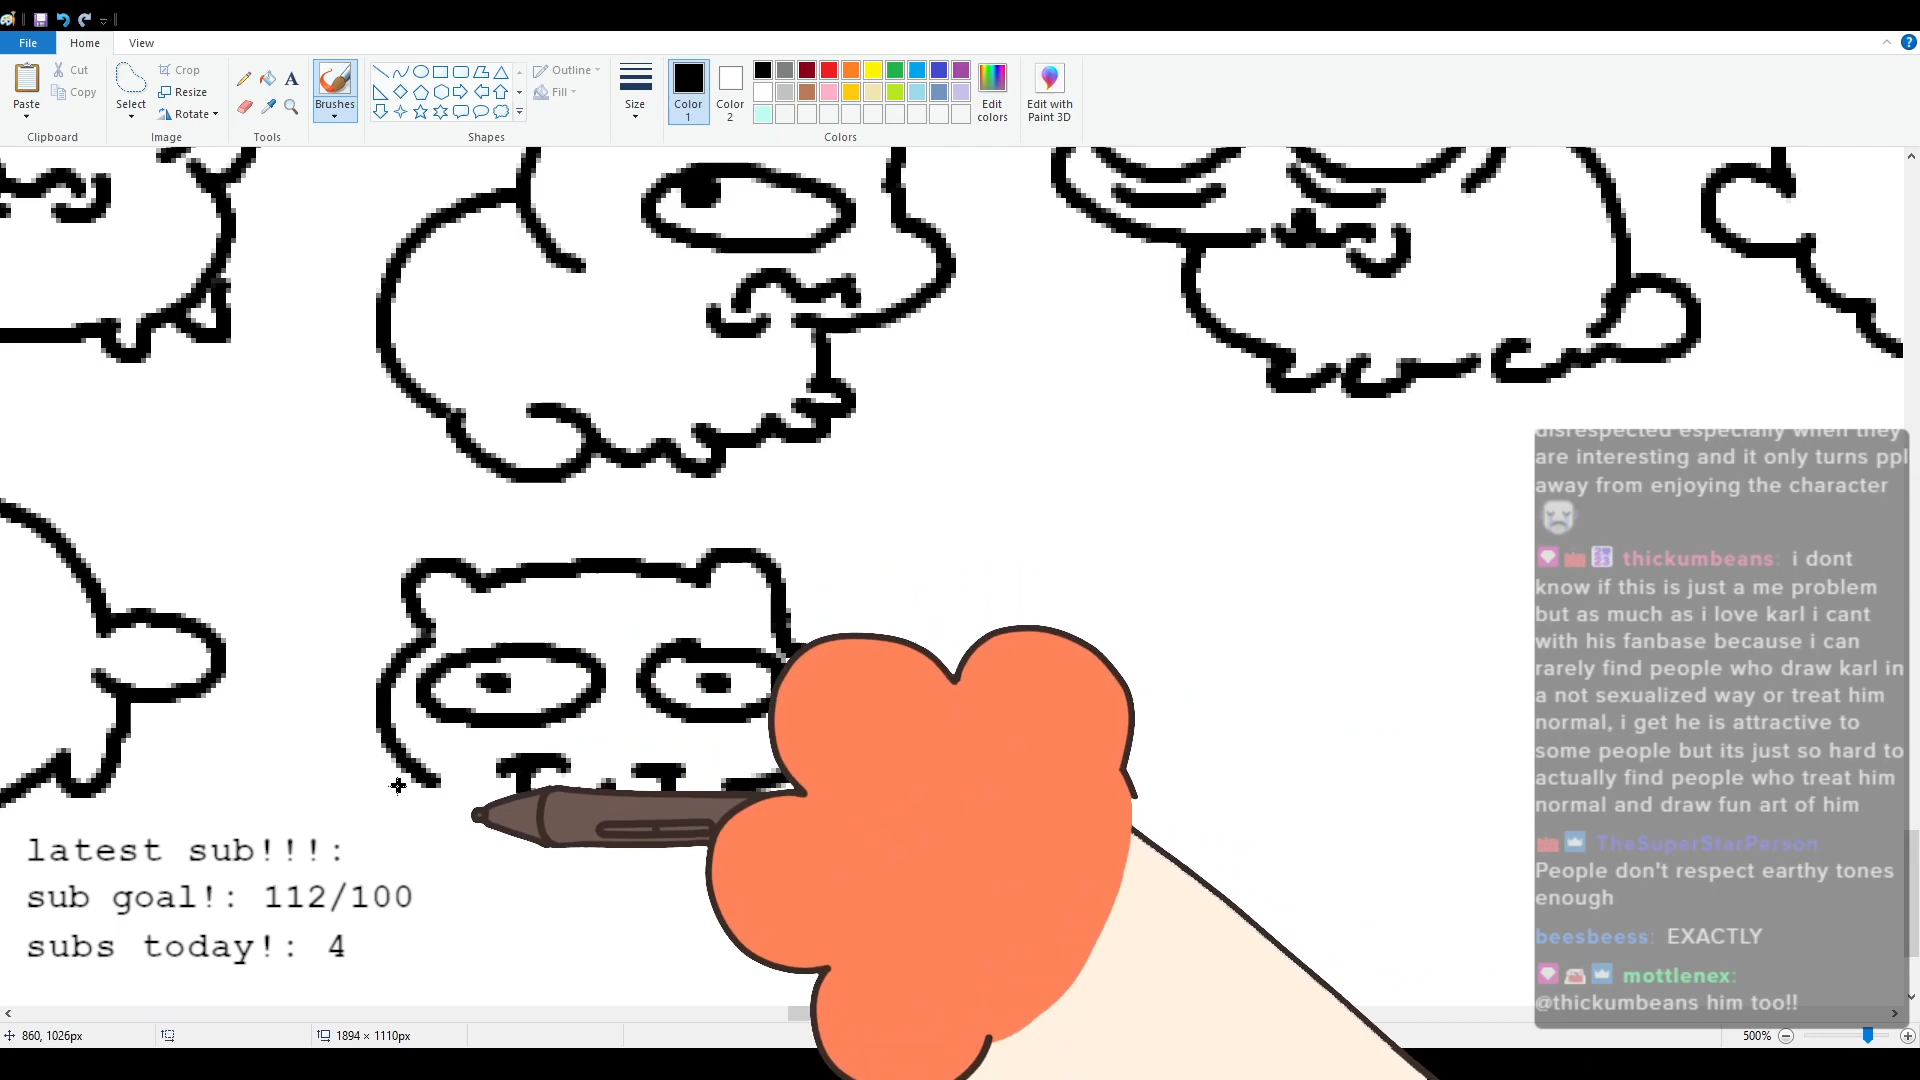 File Home View
Cut
Copy
Paste
Clipboard
Select
Crop
Resize
Rotate
Image
Tools
Brushes
Outline
Fill
Shapes
Size
Color 1
Color 2
Edit colors
Colors
Edit with Paint 3D
disrespected especially when they
are interesting and it only turns ppl
away from enjoying the character
thickumbeans: i dont
know if this is just a me problem
but as much as i love karl i cant
with his fanbase because i can
rarely find people who draw karl in
a not sexualized way or treat him
normal, i get he is attractive to
some people but its just so hard to
actually find people who treat him
normal and draw fun art of him
TheSuperStarPerson:
People don't respect earthy tones
enough
beesbeess: EXACTLY
mottlenex:
@thickumbeans him too!!
latest sub!!!:
sub goal!: 112/100
subs today!: 4
860, 1026px
1894 × 1110px
500%